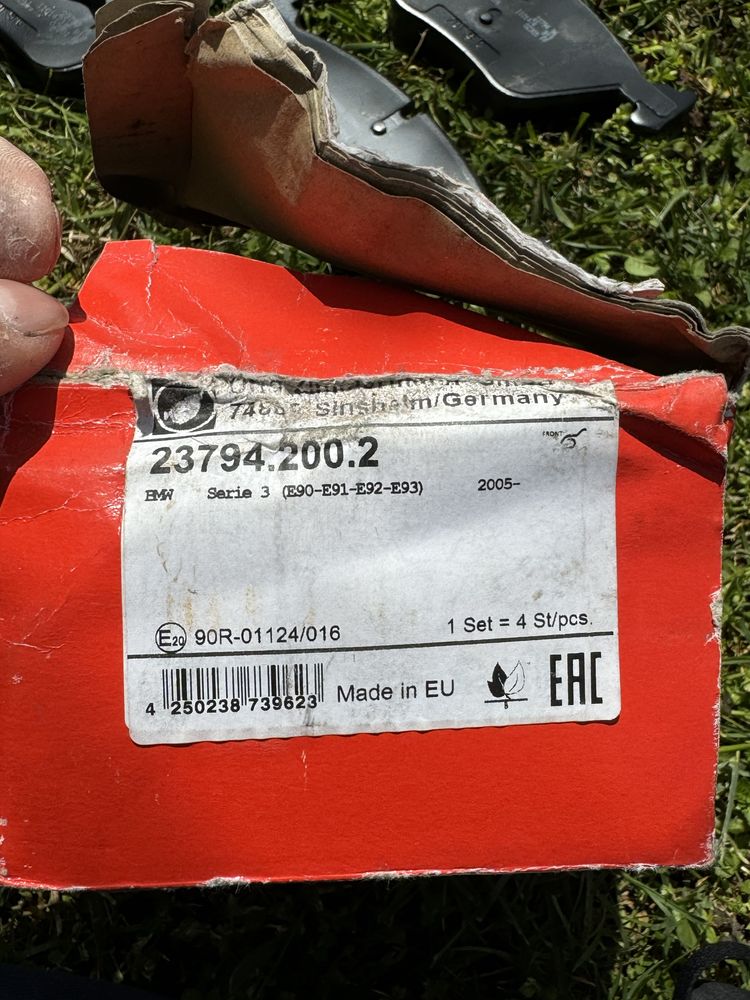 Sinsheim/Germany
FRONT
23794.200.2
BMW Serie 3 (E90-E91-E92-E93) 2005-
E20 90R-01124/016 1 Set = 4 St/pcs.
4 250238 739623 Made in EU B EAC